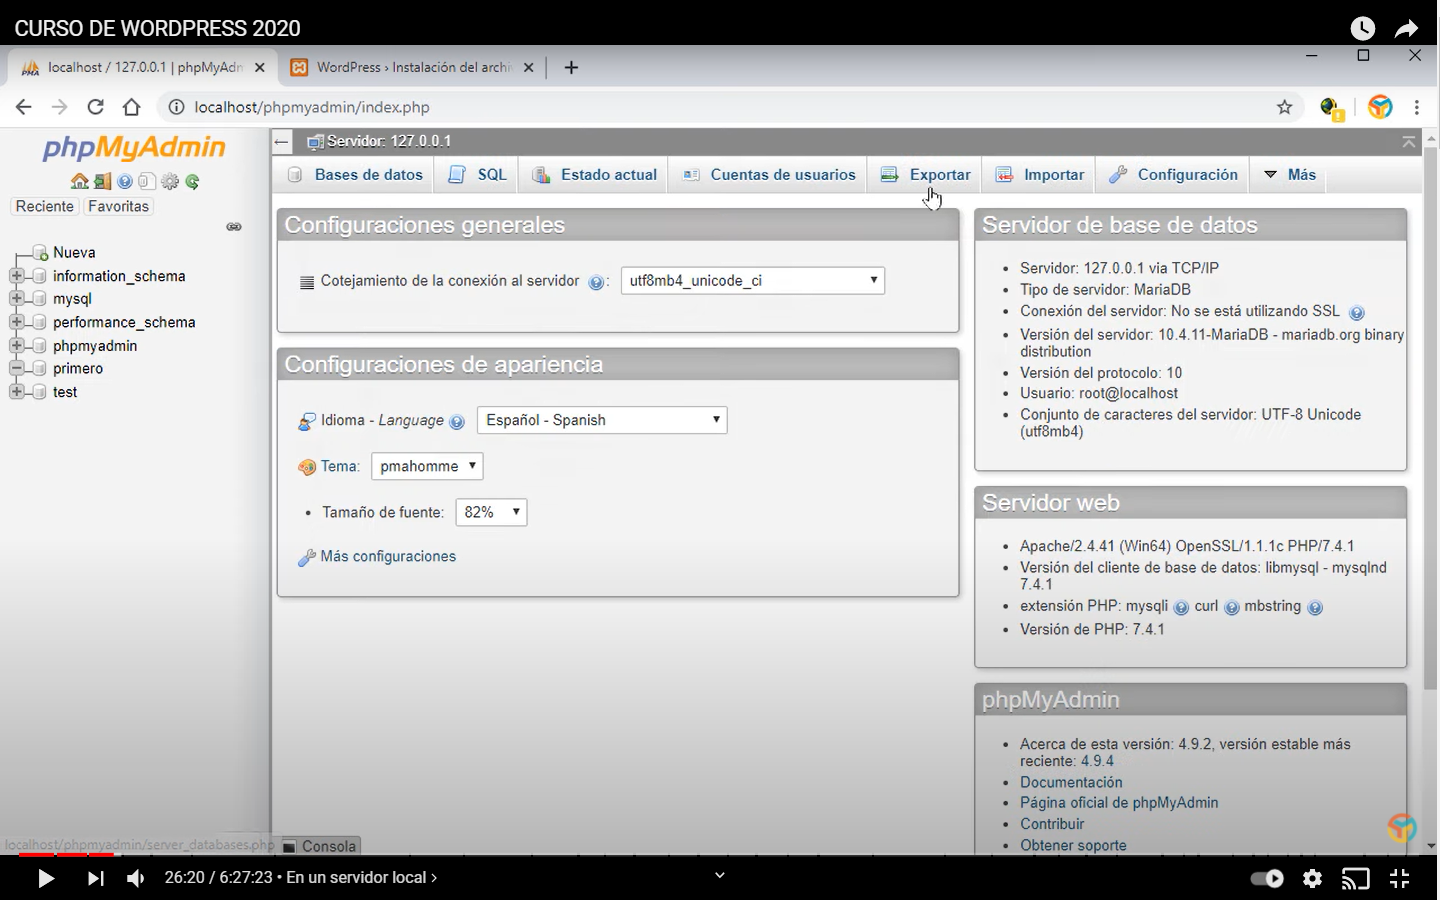 CURSO DE WORDPRESS 2020
localhost / 127.0.0.1 | phpMyAdn
WordPress › Instalación del archi
localhost/phpmyadmin/index.php
phpMyAdmin
Reciente Favoritas
Nueva
information_schema
mysql
performance_schema
phpmyadmin
primero
test
Servidor: 127.0.0.1
Bases de datos SQL Estado actual Cuentas de usuarios Exportar Importar Configuración Más
Configuraciones generales
Cotejamiento de la conexión al servidor : utf8mb4_unicode_ci
Configuraciones de apariencia
Idioma - Language Español - Spanish
Tema: pmahomme
Tamaño de fuente: 82%
Más configuraciones
Servidor de base de datos
Servidor: 127.0.0.1 via TCP/IP
Tipo de servidor: MariaDB
Conexión del servidor: No se está utilizando SSL
Versión del servidor: 10.4.11-MariaDB - mariadb.org binary
distribution
Versión del protocolo: 10
Usuario: root@localhost
Conjunto de caracteres del servidor: UTF-8 Unicode
(utf8mb4)
Servidor web
Apache/2.4.41 (Win64) OpenSSL/1.1.1c PHP/7.4.1
Versión del cliente de base de datos: libmysql - mysqlnd
7.4.1
extensión PHP: mysqli curl mbstring
Versión de PHP: 7.4.1
phpMyAdmin
Acerca de esta versión: 4.9.2, versión estable más
reciente: 4.9.4
Documentación
Página oficial de phpMyAdmin
Contribuir
Obtener soporte
localhost/phpmyadmin/server_databases.php
Consola
26:20 / 6:27:23 • En un servidor local ›